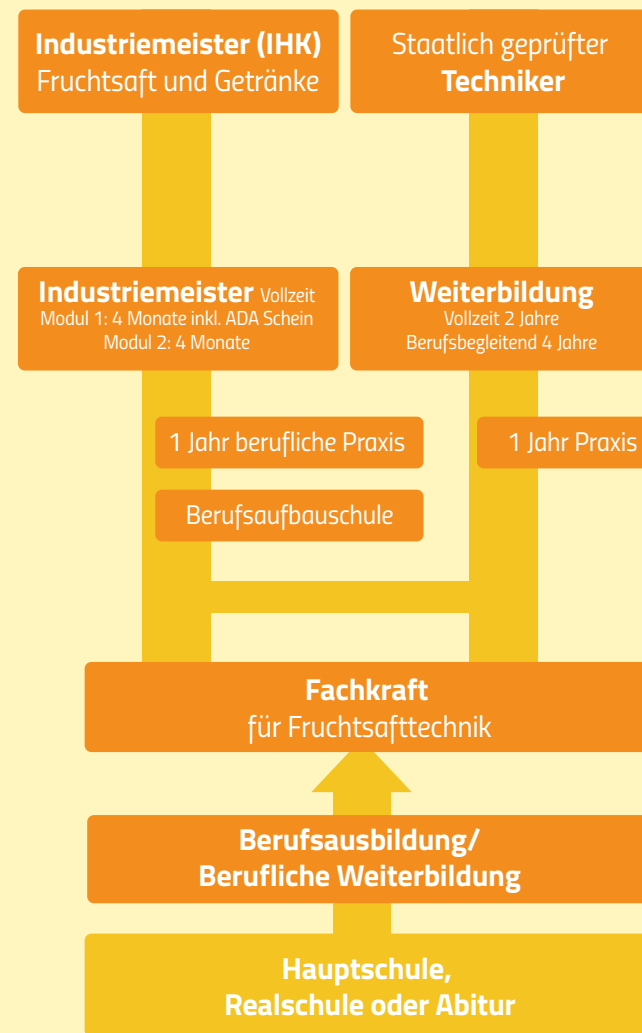 Industriemeister (IHK)
Fruchtsaft und Getränke
Staatlich geprüfter
Techniker
Industriemeister Vollzeit
Modul 1: 4 Monate inkl. ADA Schein
Modul 2: 4 Monate
Weiterbildung
Vollzeit 2 Jahre
Berufsbegleitend 4 Jahre
1 Jahr berufliche Praxis
1 Jahr Praxis
Berufsaufbauschule
Fachkraft
für Fruchtsafttechnik
Berufsausbildung/
Berufliche Weiterbildung
Hauptschule,
Realschule oder Abitur